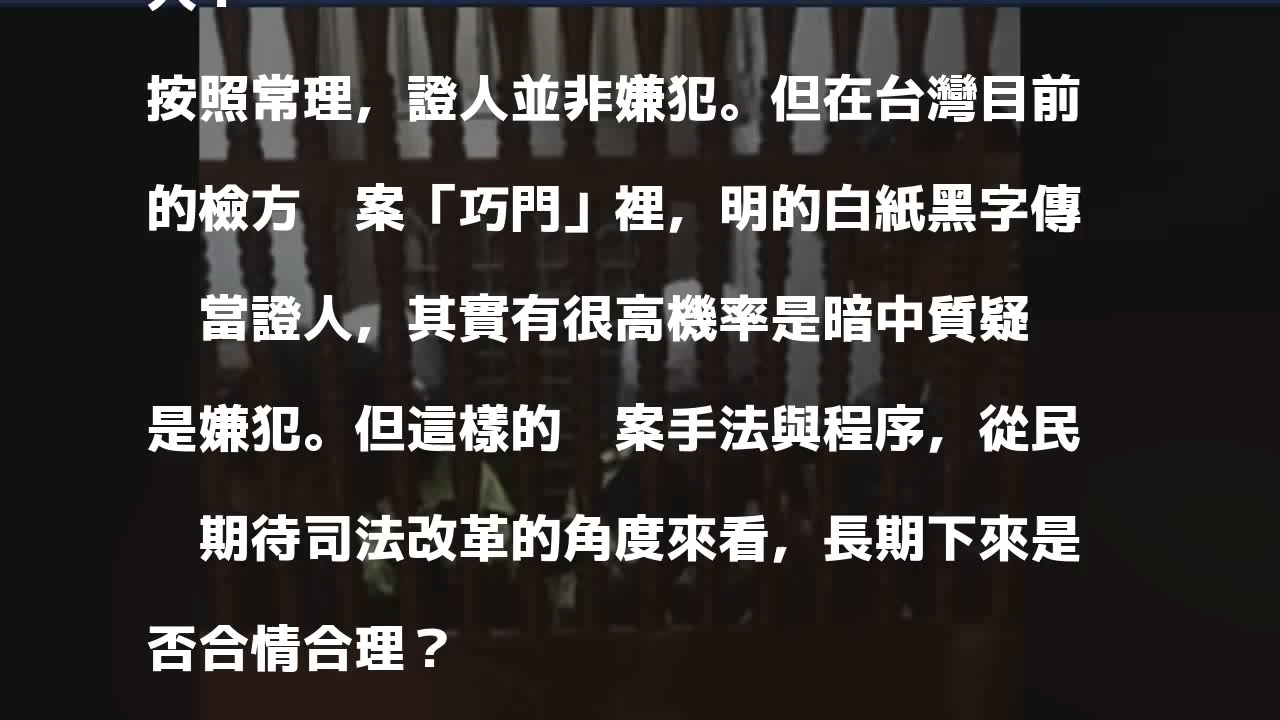 按照常理，證人並非嫌犯。但在台灣目前
的檢方　案「巧門」裡，明的白紙黑字傳
　當證人，其實有很高機率是暗中質疑
是嫌犯。但這樣的　案手法與程序，從民
　期待司法改革的角度來看，長期下來是
否合情合理？